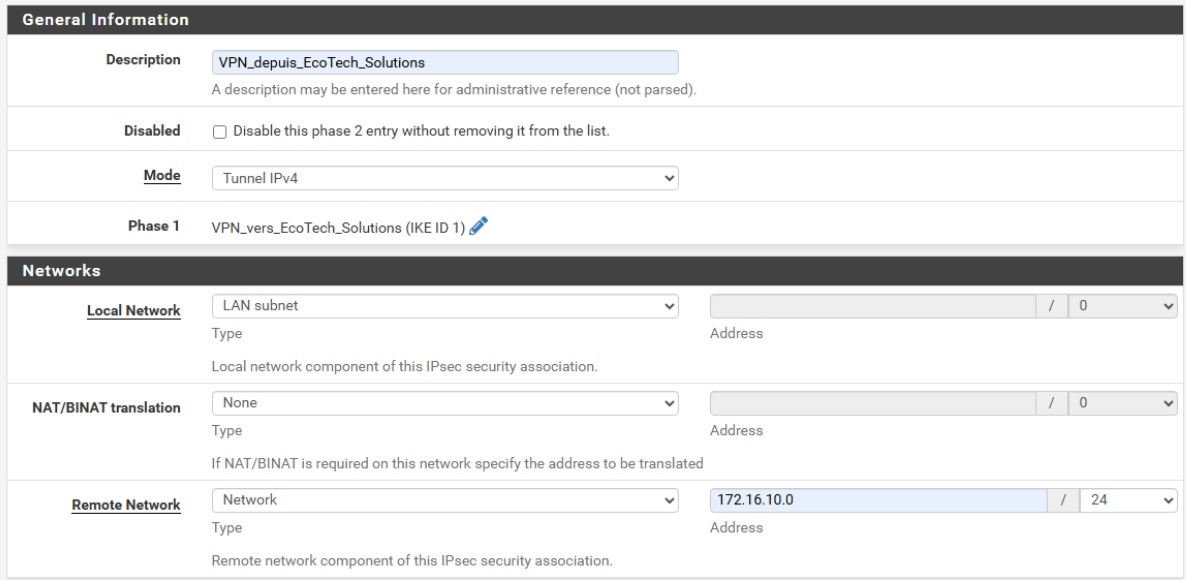 General Information
Description VPN_depuis_EcoTech_Solutions
A description may be entered here for administrative reference (not parsed).
Disabled Disable this phase 2 entry without removing it from the list.
Mode Tunnel IPv4
Phase 1 VPN_vers_EcoTech_Solutions (IKE ID 1)
Networks
Local Network LAN subnet / 0
Type Address
Local network component of this IPsec security association.
NAT/BINAT translation None / 0
Type Address
If NAT/BINAT is required on this network specify the address to be translated
Remote Network Network 172.16.10.0 / 24
Type Address
Remote network component of this IPsec security association.